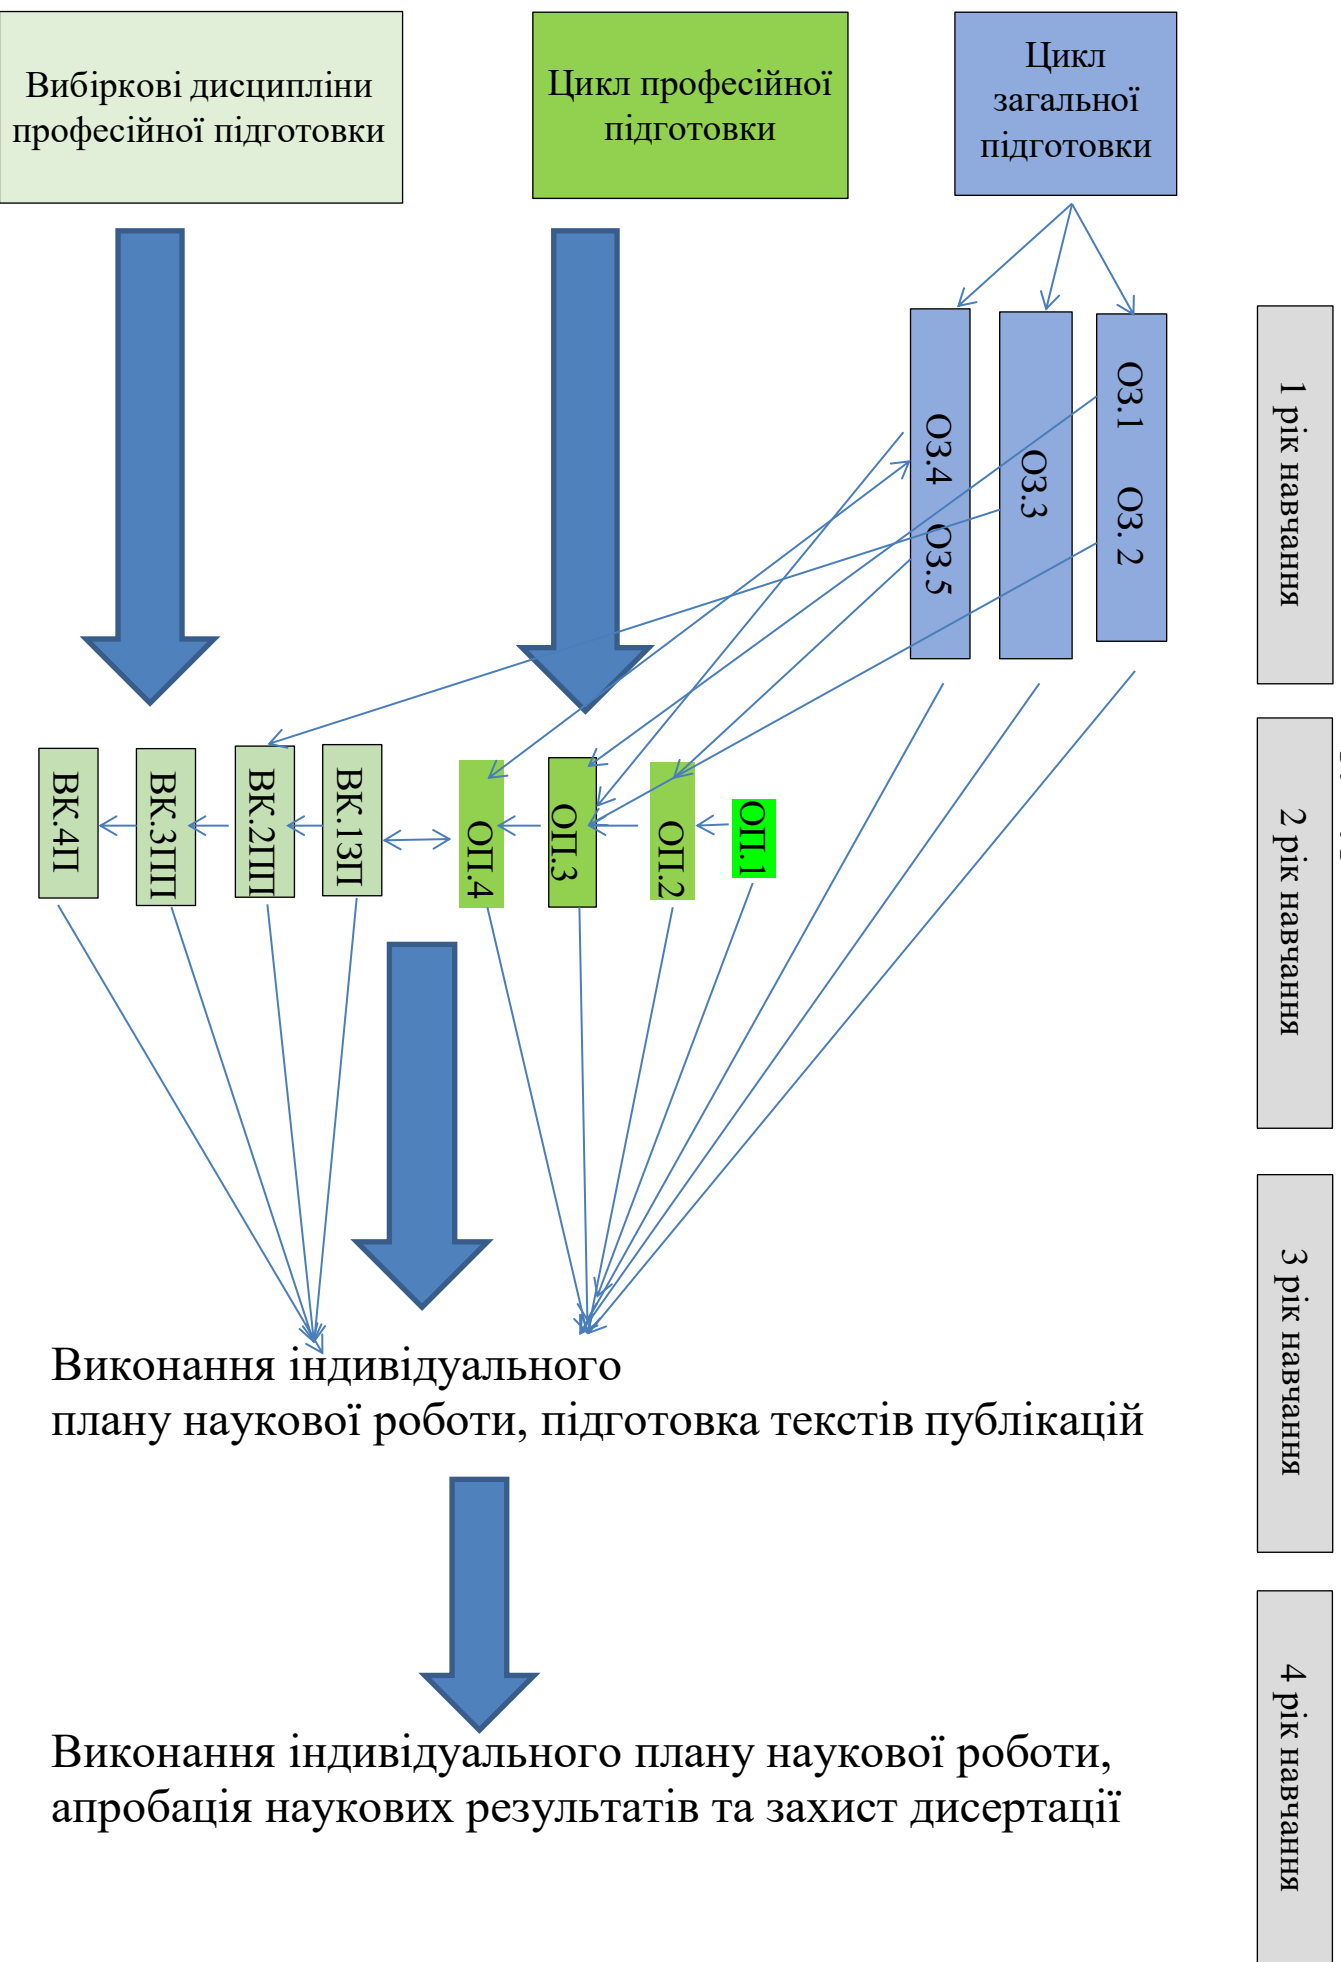 Вибіркові дисципліни
професійної підготовки
Цикл професійної
підготовки
Цикл
загальної
підготовки
ОЗ.4 ОЗ.5
ОЗ.3
ОЗ.1 ОЗ. 2
1 рік навчання
ВК.4П
ВК.3ПП
ВК.2ПП
ВК.1ЗП
ОП.4
ОП.3
ОП.2
ОП.1
2 рік навчання
3 рік навчання
Виконання індивідуального
плану наукової роботи, підготовка текстів публікацій
4 рік навчання
Виконання індивідуального плану наукової роботи,
апробація наукових результатів та захист дисертації